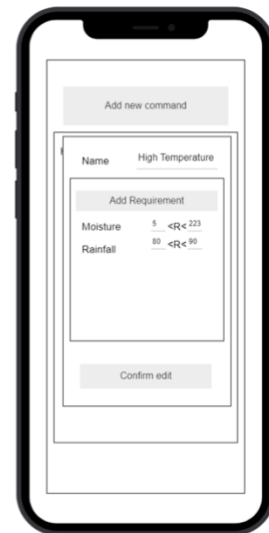 Add new command
Name High Temperature
Add Requirement
Moisture 5 <R< 223
Rainfall 80 <R< 90
Confirm edit